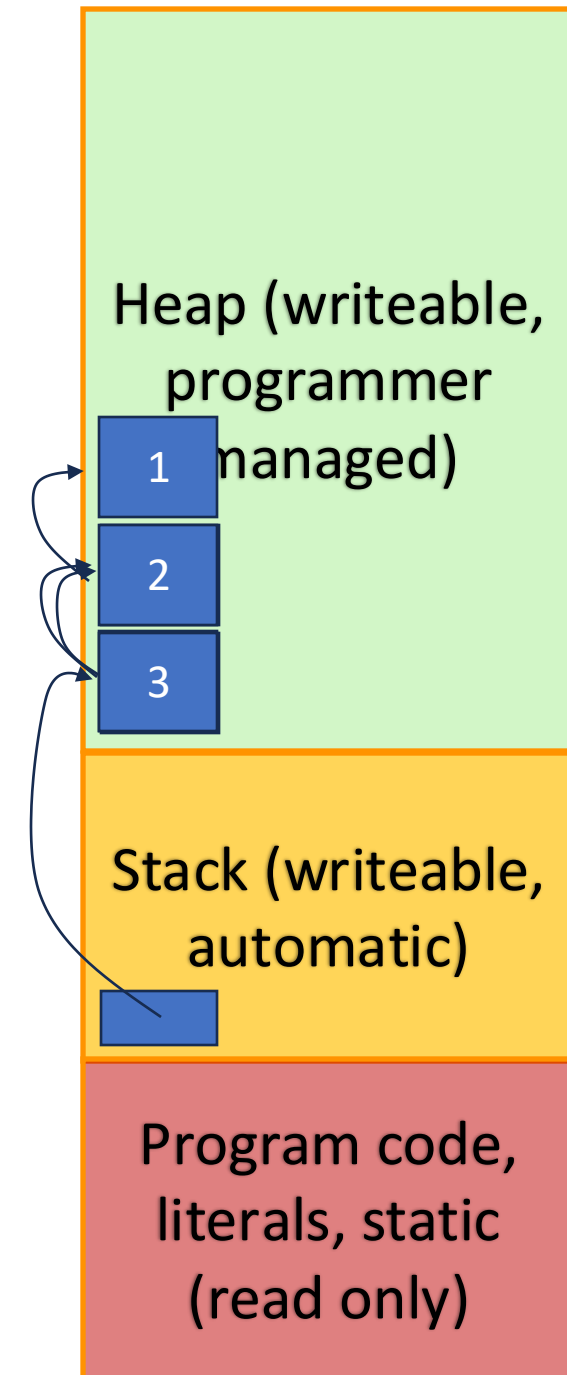 Heap (writeable,
programmer
managed)
1
2
3
Stack (writeable,
automatic)
Program code,
literals, static
(read only)